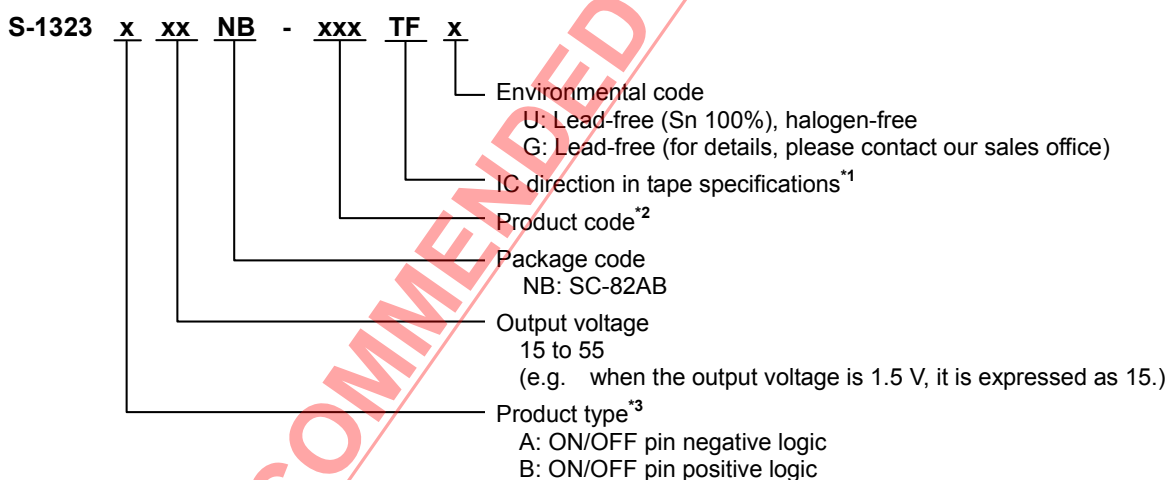 S-1323 x xx NB - xxx TF x
Environmental code
U: Lead-free (Sn 100%), halogen-free
G: Lead-free (for details, please contact our sales office)
IC direction in tape specifications*1
Product code*2
Package code
NB: SC-82AB
Output voltage
15 to 55
(e.g. when the output voltage is 1.5 V, it is expressed as 15.)
Product type*3
A: ON/OFF pin negative logic
B: ON/OFF pin positive logic
COMMENDED